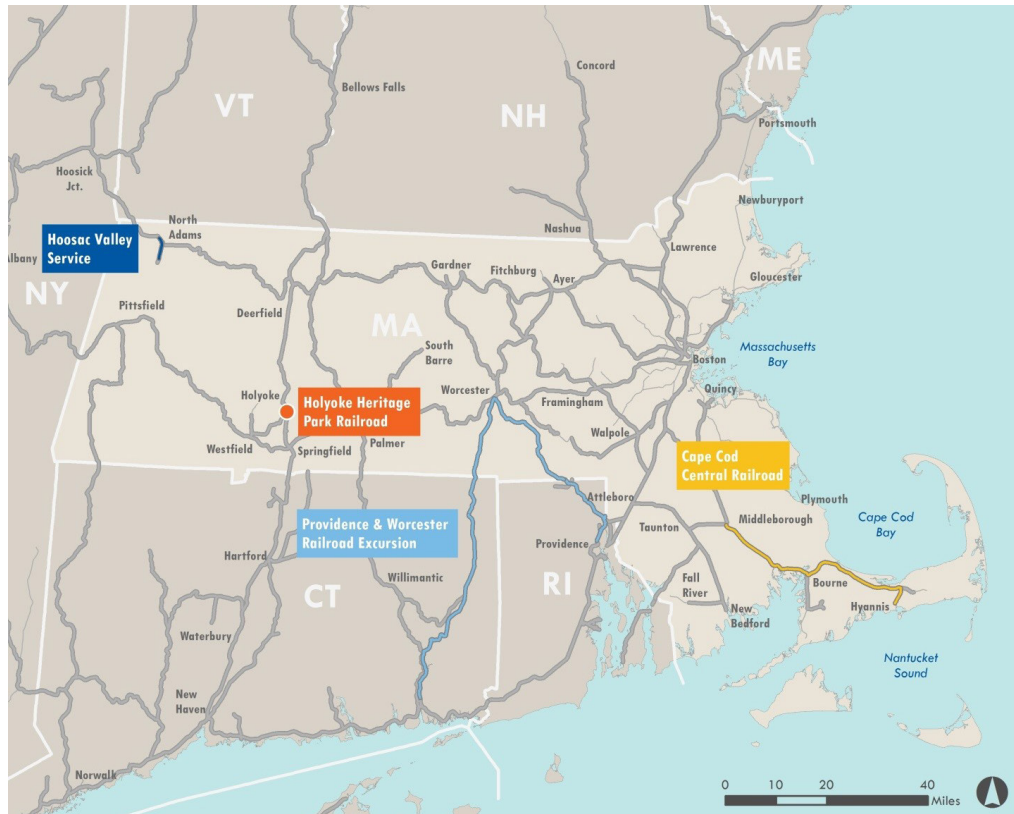 ME
Concord
VT
Bellows Falls
NH
Portsmouth
Hoosick
Jct.
Newburyport
North
Adams
Nashua
Hoosac Valley
Service
Lawrence
lbany
Gardner
Fitchburg
Ayer
Gloucester
NY
Pittsfield
Deerfield
MA
South
Barre
Massachusetts
Bay
Boston
Holyoke
Holyoke Heritage
Park Railroad
Worcester
Framingham
Quincy
Walpole
Westfield
Springfield
Palmer
Cape Cod
Central Railroad
Attleboro
Plymouth
Providence & Worcester
Railroad Excursion
Taunton
Middleborough
Cape Cod
Bay
Providence
Hartford
Willimantic
CT
RI
Fall
River
Bourne
Hyannis
New
Bedford
Waterbury
Nantucket
Sound
New
Haven
Norwalk
0 10 20 40
Miles